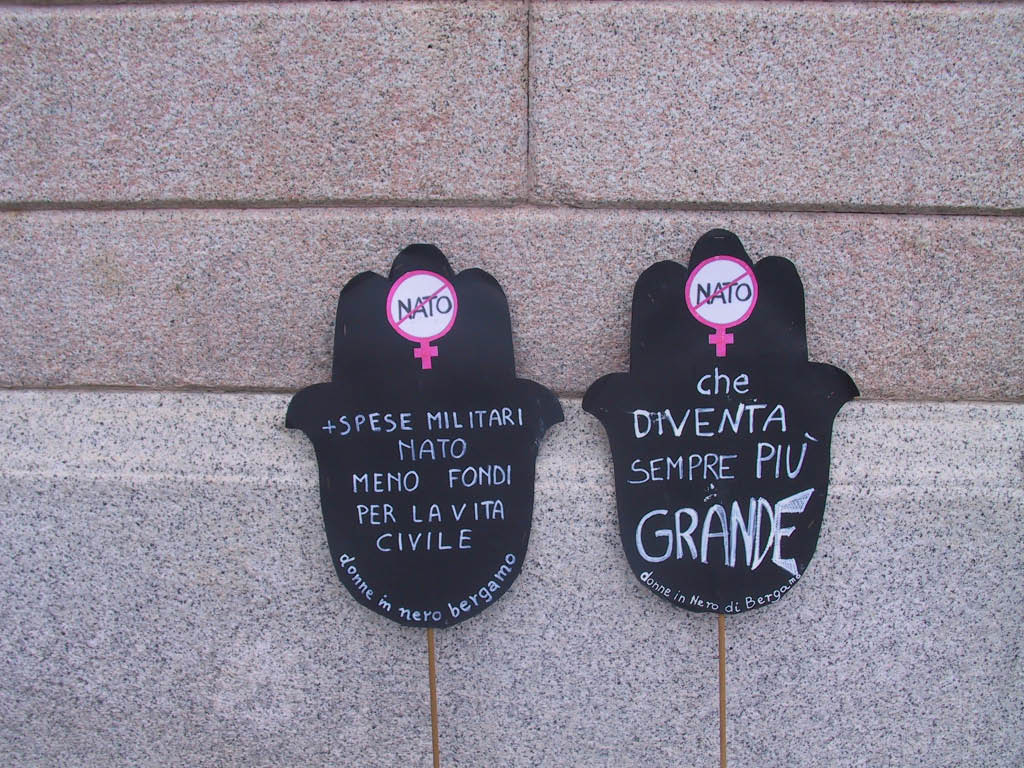 NATO
+SPESE MILITARI
NATO
MENO FONDI
PER LA VITA
CIVILE
donne in nero bergamo
NATO
che
DIVENTA
SEMPRE PIÙ
GRANDE
donne in Nero di Bergamo